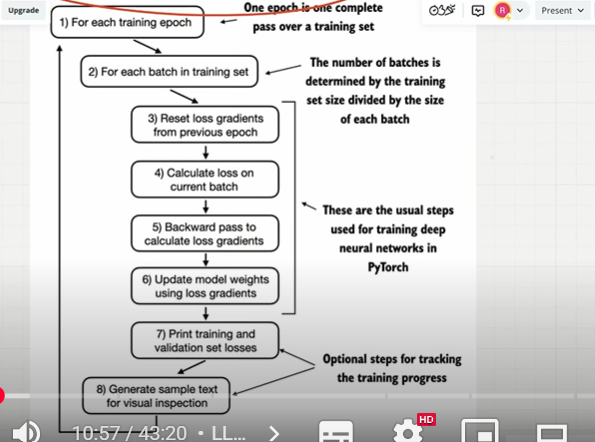 Upgrade
R
Present
1) For each training epoch
One epoch is one complete
pass over a training set
2) For each batch in training set
The number of batches is
determined by the training
set size divided by the size
of each batch
3) Reset loss gradients
from previous epoch
4) Calculate loss on
current batch
5) Backward pass to
calculate loss gradients
6) Update model weights
using loss gradients
These are the usual steps
used for training deep
neural networks in
PyTorch
7) Print training and
validation set losses
8) Generate sample text
for visual inspection
Optional steps for tracking
the training progress
10:57 / 43:20 • LL...
HD